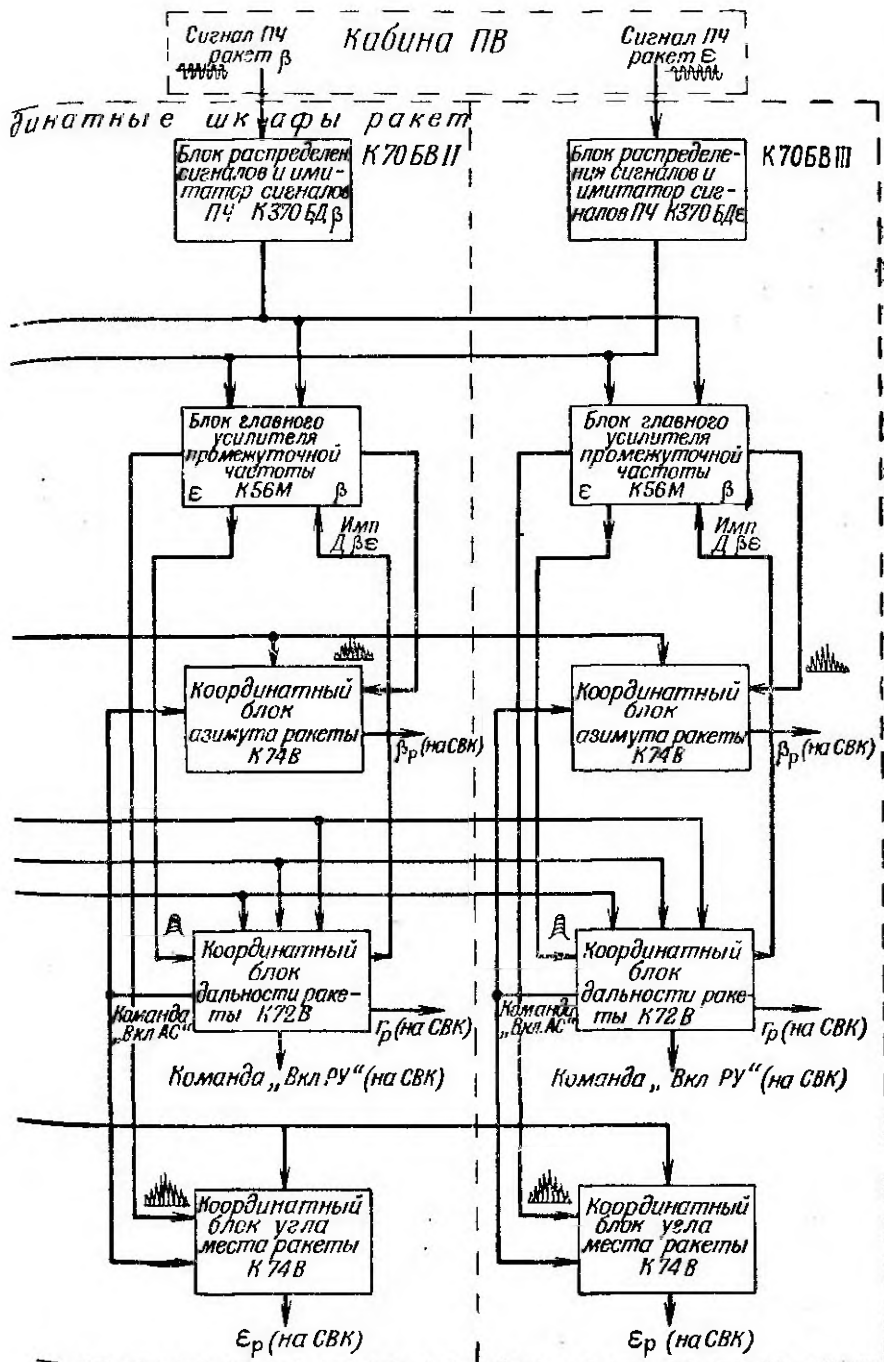 Сигнал ПЧ
ракет β
Кабина ПВ
Сигнал ПЧ
ракет ε
динатные шкафы ракет
К70БВII
К70БВIII
Блок распределен.
сигналов и ими-
татор сигналов
ПЧ К370БДβ
Блок распределе-
ния сигналов и
имитатор сиг-
налов ПЧ К370БДε
Блок главного
усилителя
промежуточной
частоты
ε К56М β
Блок главного
усилителя
промежуточной
частоты
ε К56М β
Имп
Д βε
Имп
Д βε
Координатный
блок
азимута ракеты
К74В
Координатный
блок
азимута ракеты
К74В
βр (на СВК)
βр (на СВК)
Координатный
блок
дальности раке-
ты К72В
Координатный
блок
дальности раке-
ты К72В
Команда
„Вкл АС“
Команда
„Вкл АС“
rр (на СВК)
rр (на СВК)
Команда „Вкл РУ“ (на СВК)
Команда „Вкл РУ“ (на СВК)
Координатный
блок угла
места ракеты
К74В
Координатный
блок угла
места ракеты
К74В
εр (на СВК)
εр (на СВК)